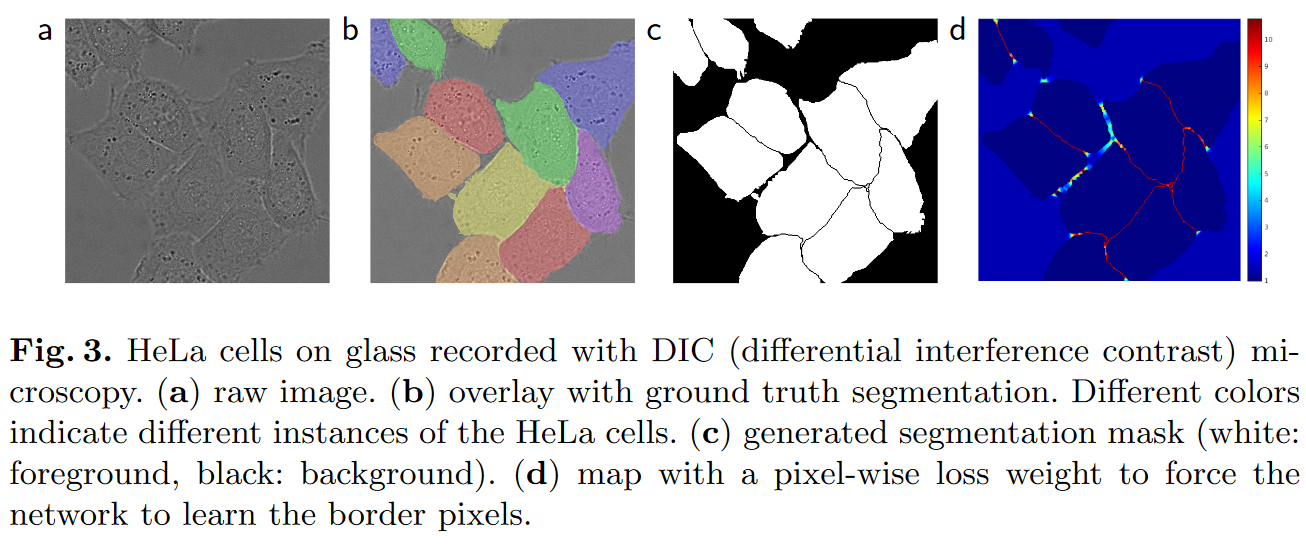 a
b
c
d
10
9
8
7
6
5
4
3
2
1
Fig. 3. HeLa cells on glass recorded with DIC (differential interference contrast) mi-
croscopy. (a) raw image. (b) overlay with ground truth segmentation. Different colors
indicate different instances of the HeLa cells. (c) generated segmentation mask (white:
foreground, black: background). (d) map with a pixel-wise loss weight to force the
network to learn the border pixels.